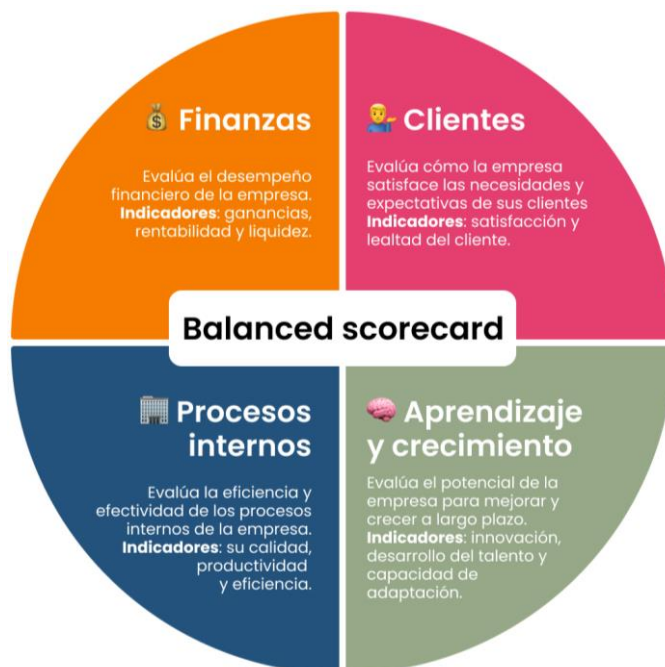 Finanzas
Evalúa el desempeño
financiero de la empresa.
Indicadores: ganancias,
rentabilidad y liquidez.
Clientes
Evalúa cómo la empresa
satisface las necesidades y
expectativas de sus clientes
Indicadores: satisfacción y
lealtad del cliente.
Balanced scorecard
Procesos
internos
Evalúa la eficiencia y
efectividad de los procesos
internos de la empresa.
Indicadores: su calidad,
productividad
y eficiencia.
Aprendizaje
y crecimiento
Evalúa el potencial de la
empresa para mejorar y
crecer a largo plazo.
Indicadores: innovación,
desarrollo del talento y
capacidad de
adaptación.